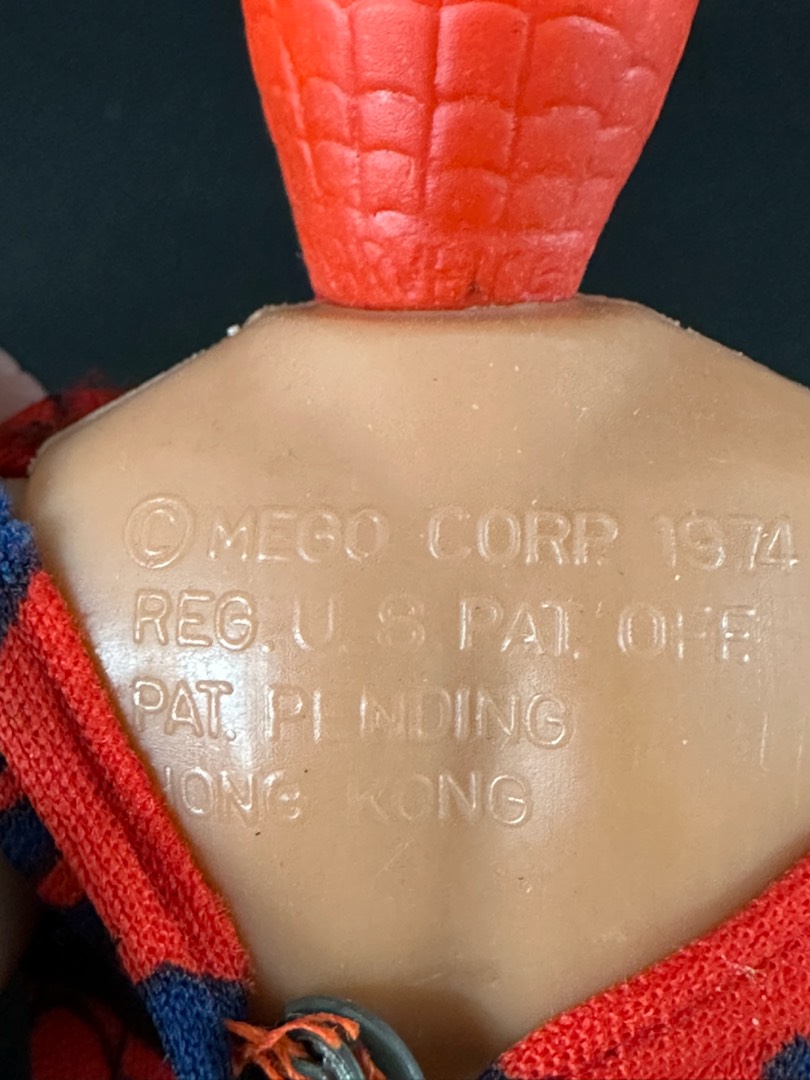 © MEGO CORP. 1974
REG. U. S. PAT. OFF.
PAT. PENDING
HONG KONG